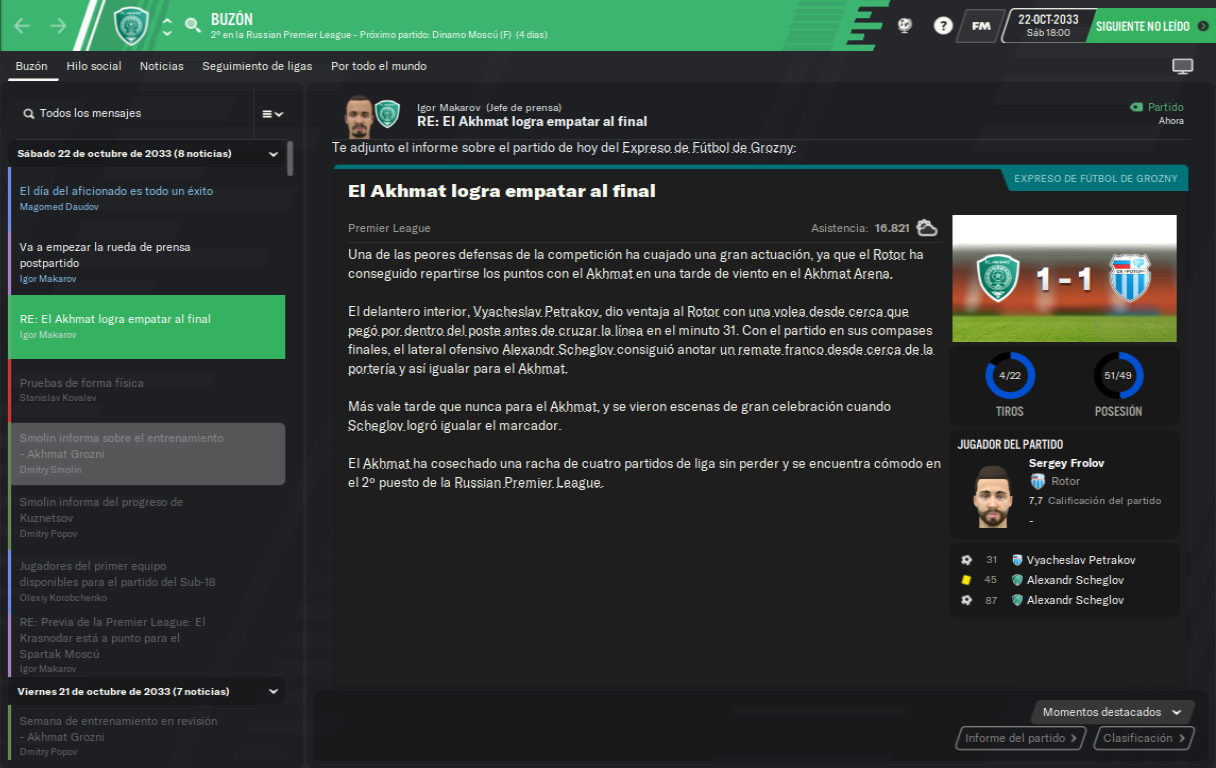 BUZÓN
2º en la Russian Premier League - Próximo partido: Dinamo Moscú (F) (4 días)
?
FM
22-OCT-2033
Sáb 18:00
SIGUIENTE NO LEÍDO
Buzón
Hilo social
Noticias
Seguimiento de ligas
Por todo el mundo
Todos los mensajes
Sábado 22 de octubre de 2033 (8 noticias)
El día del aficionado es todo un éxito
Magomed Daudov
Va a empezar la rueda de prensa
postpartido
Igor Makarov
RE: El Akhmat logra empatar al final
Igor Makarov
Pruebas de forma física
Stanislav Kovalev
Smolin informa sobre el entrenamiento
- Akhmat Grozni
Dmitry Smolin
Smolin informa del progreso de
Kuznetsov
Dmitry Popov
Jugadores del primer equipo
disponibles para el partido del Sub-18
Olexiy Korobchenko
RE: Previa de la Premier League: El
Krasnodar está a punto para el
Spartak Moscú
Igor Makarov
Viernes 21 de octubre de 2033 (7 noticias)
Semana de entrenamiento en revisión
- Akhmat Grozni
Dmitry Popov
Igor Makarov (Jefe de prensa)
RE: El Akhmat logra empatar al final
Partido
Ahora
Te adjunto el informe sobre el partido de hoy del Expreso de Fútbol de Grozny:
EXPRESO DE FÚTBOL DE GROZNY
El Akhmat logra empatar al final
Premier League
Asistencia: 16.821
Una de las peores defensas de la competición ha cuajado una gran actuación, ya que el Rotor ha
conseguido repartirse los puntos con el Akhmat en una tarde de viento en el Akhmat Arena.
El delantero interior, Vyacheslav Petrakov, dio ventaja al Rotor con una volea desde cerca que
pegó por dentro del poste antes de cruzar la línea en el minuto 31. Con el partido en sus compases
finales, el lateral ofensivo Alexandr Scheglov consiguió anotar un remate franco desde cerca de la
portería y así igualar para el Akhmat.
Más vale tarde que nunca para el Akhmat, y se vieron escenas de gran celebración cuando
Scheglov logró igualar el marcador.
El Akhmat ha cosechado una racha de cuatro partidos de liga sin perder y se encuentra cómodo en
el 2º puesto de la Russian Premier League.
1 - 1
4/22
TIROS
51/49
POSESIÓN
JUGADOR DEL PARTIDO
Sergey Frolov
Rotor
7,7 Calificación del partido
-
31 Vyacheslav Petrakov
45 Alexandr Scheglov
87 Alexandr Scheglov
Momentos destacados
Informe del partido
Clasificación